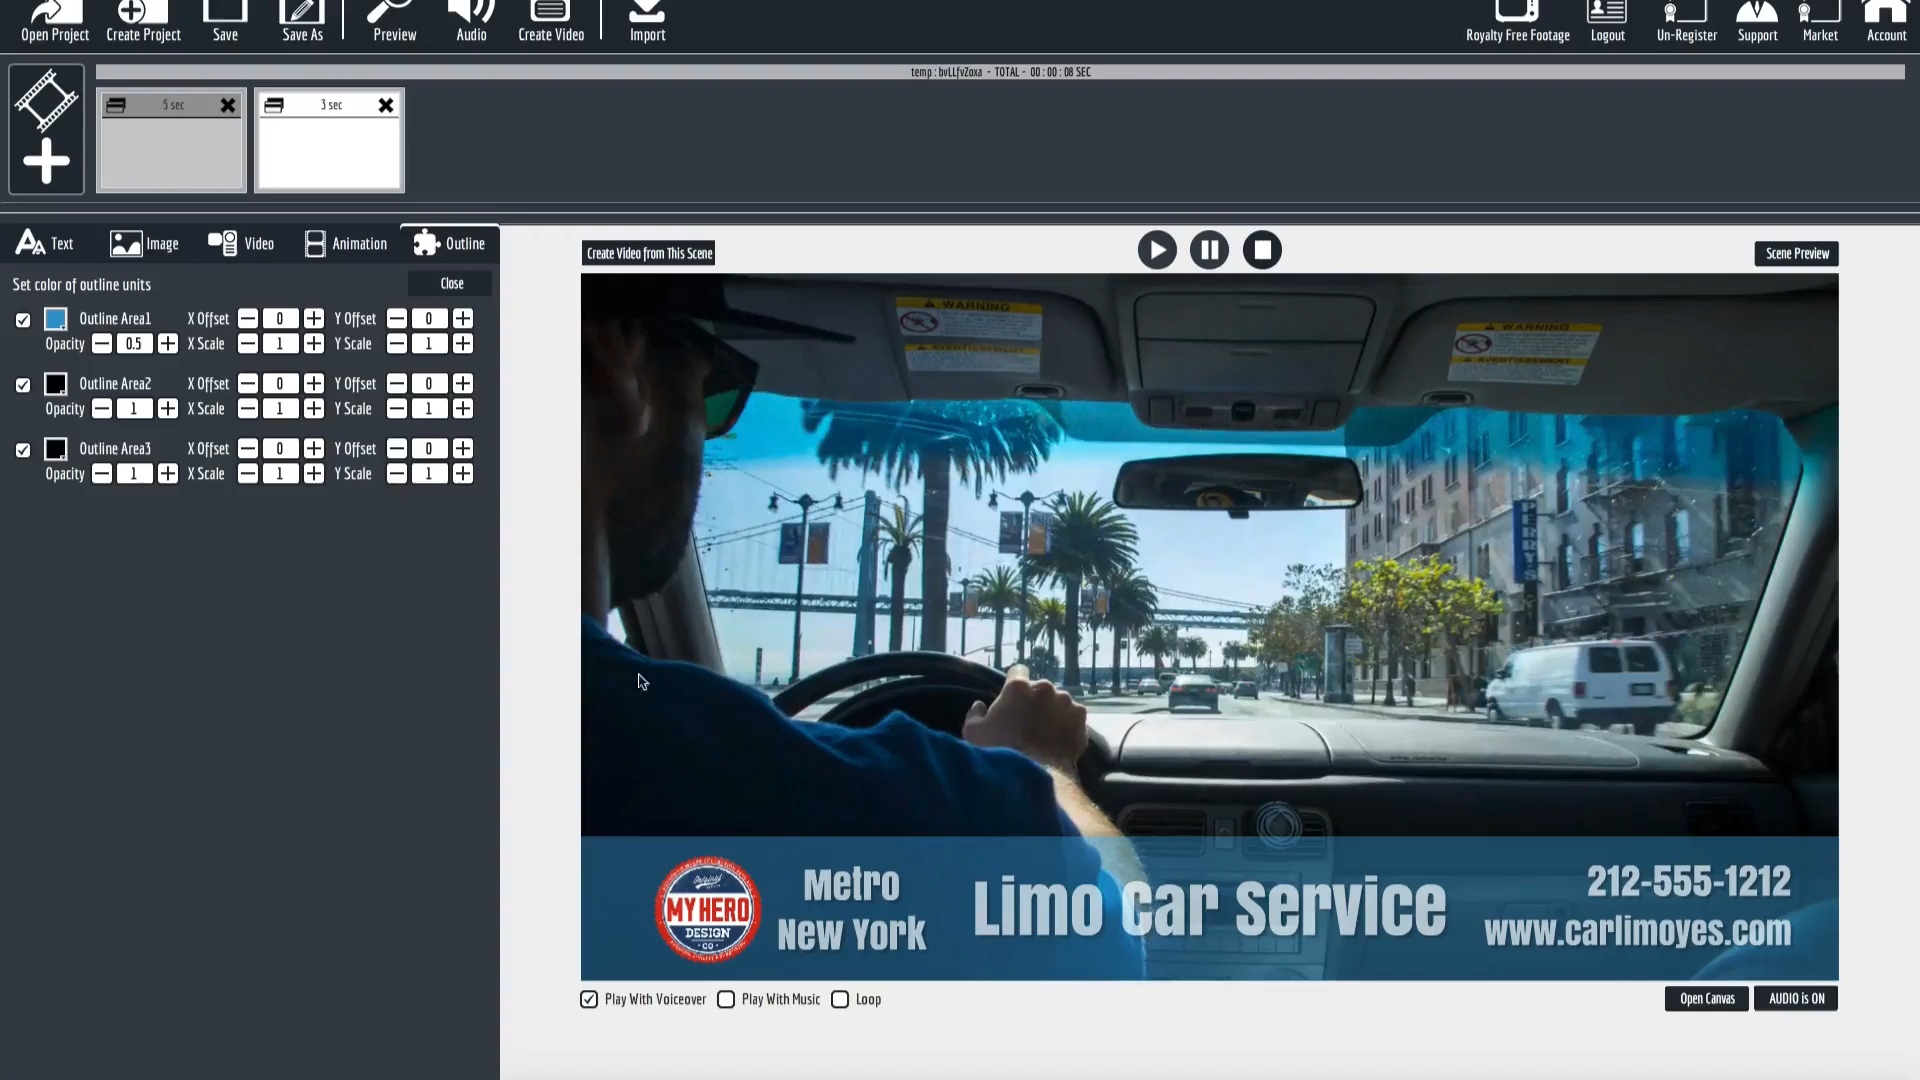 Open Project
Create Project
Save
Save As
Preview
Audio
Create Video
Import
Royalty Free Footage
Logout
Un-Register
Support
Market
Account
temp : bvLLfvZoxa - TOTAL - 00 : 00 : 08 SEC
5 sec
3 sec
Text
Image
Video
Animation
Outline
Set color of outline units
Close
Outline Area1 X Offset 0 Y Offset 0
Opacity 0.5 X Scale 1 Y Scale 1
Outline Area2 X Offset 0 Y Offset 0
Opacity 1 X Scale 1 Y Scale 1
Outline Area3 X Offset 0 Y Offset 0
Opacity 1 X Scale 1 Y Scale 1
Create Video from This Scene
Scene Preview
WARNING
AVERTISSEMENT
WARNING
AVERTISSEMENT
PERRY'S
Original
MY HERO
DESIGN
CO
Metro
New York
Limo Car Service
212-555-1212
www.carlimoyes.com
Play With Voiceover
Play With Music
Loop
Open Canvas
AUDIO is ON